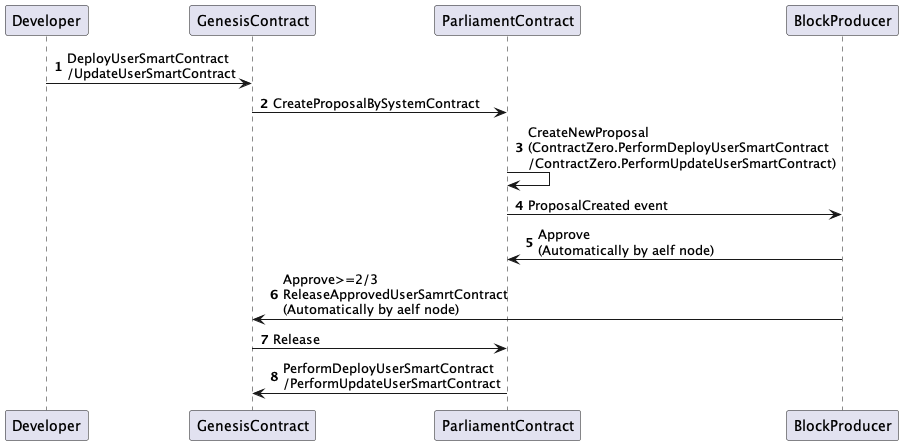 Developer
GenesisContract
ParliamentContract
BlockProducer
1 DeployUserSmartContract
/UpdateUserSmartContract
2 CreateProposalBySystemContract
CreateNewProposal
3 (ContractZero.PerformDeployUserSmartContract
/ContractZero.PerformUpdateUserSmartContract)
4 ProposalCreated event
5 Approve
(Automatically by aelf node)
Approve>=2/3
6 ReleaseApprovedUserSamrtContract
(Automatically by aelf node)
7 Release
8 PerformDeployUserSmartContract
/PerformUpdateUserSmartContract
Developer
GenesisContract
ParliamentContract
BlockProducer